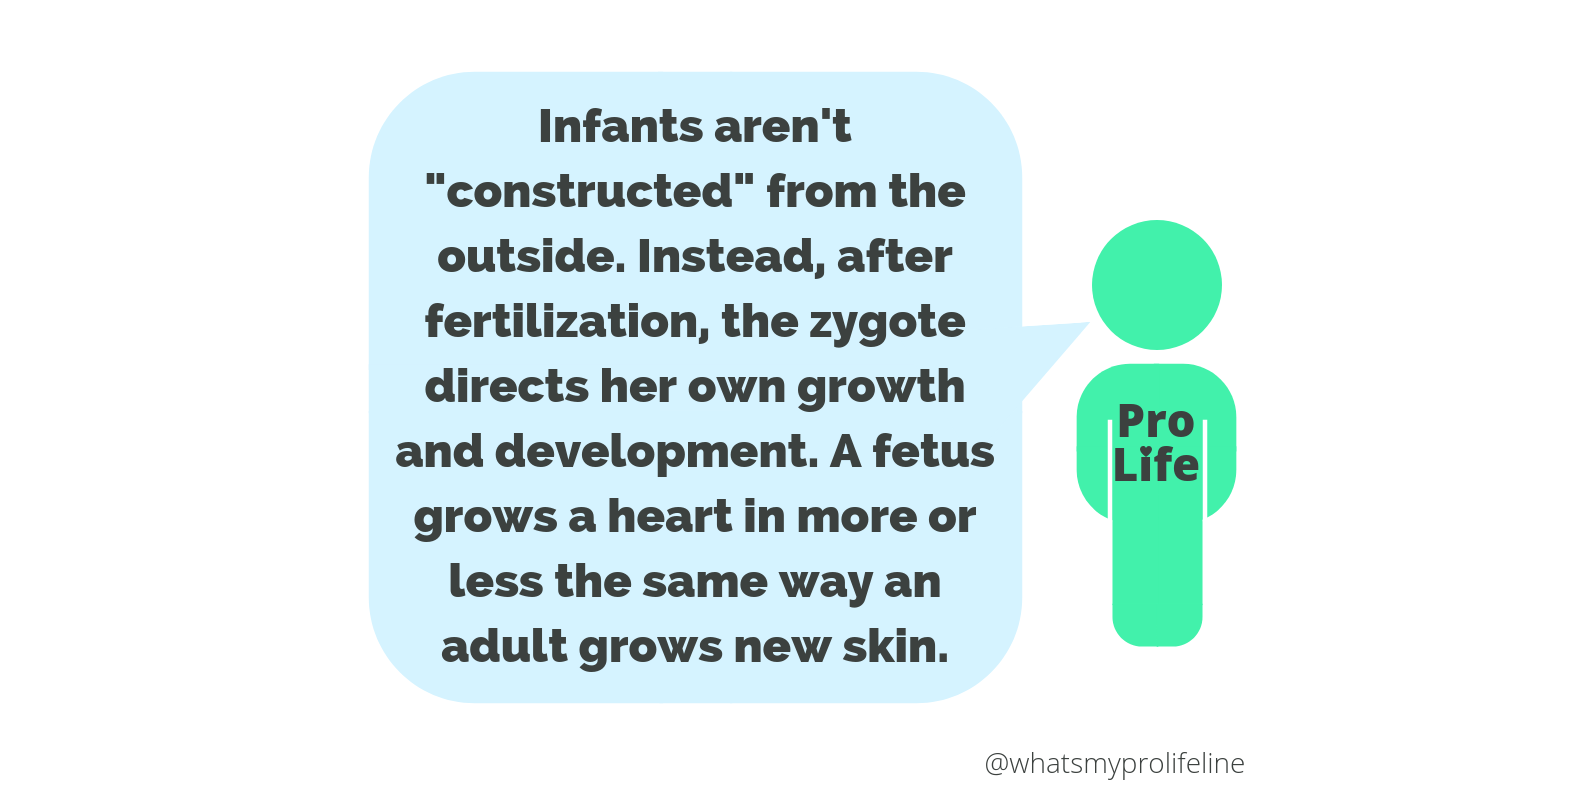 Infants aren't
"constructed" from the
outside. Instead, after
fertilization, the zygote
directs her own growth
and development. A fetus
grows a heart in more or
less the same way an
adult grows new skin.
Pro
Life
@whatsmyprolifeline